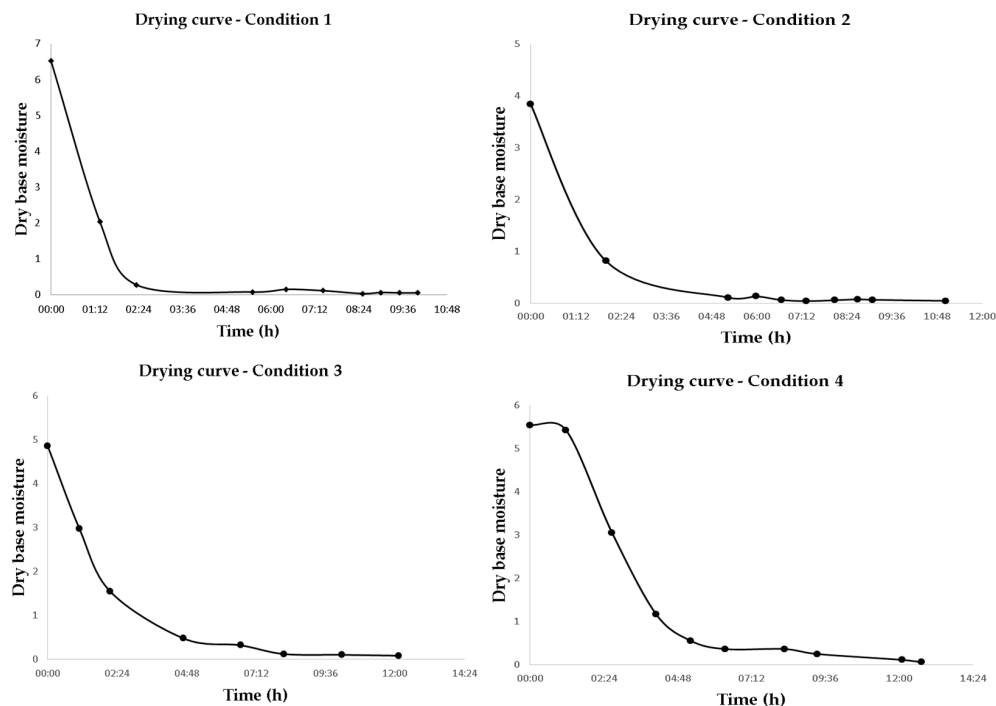 Drying curve - Condition 1
7
6
5
4
3
2
1
0
Dry base moisture
00:00 01:12 02:24 03:36 04:48 06:00 07:12 08:24 09:36 10:48
Time (h)
Drying curve - Condition 2
5
4
3
2
1
0
Dry base moisture
00:00 01:12 02:24 03:36 04:48 06:00 07:12 08:24 09:36 10:48 12:00
Time (h)
Drying curve - Condition 3
6
5
4
3
2
1
0
Dry base moisture
00:00 02:24 04:48 07:12 09:36 12:00 14:24
Time (h)
Drying curve - Condition 4
6
5
4
3
2
1
0
Dry base moisture
00:00 02:24 04:48 07:12 09:36 12:00 14:24
Time (h)